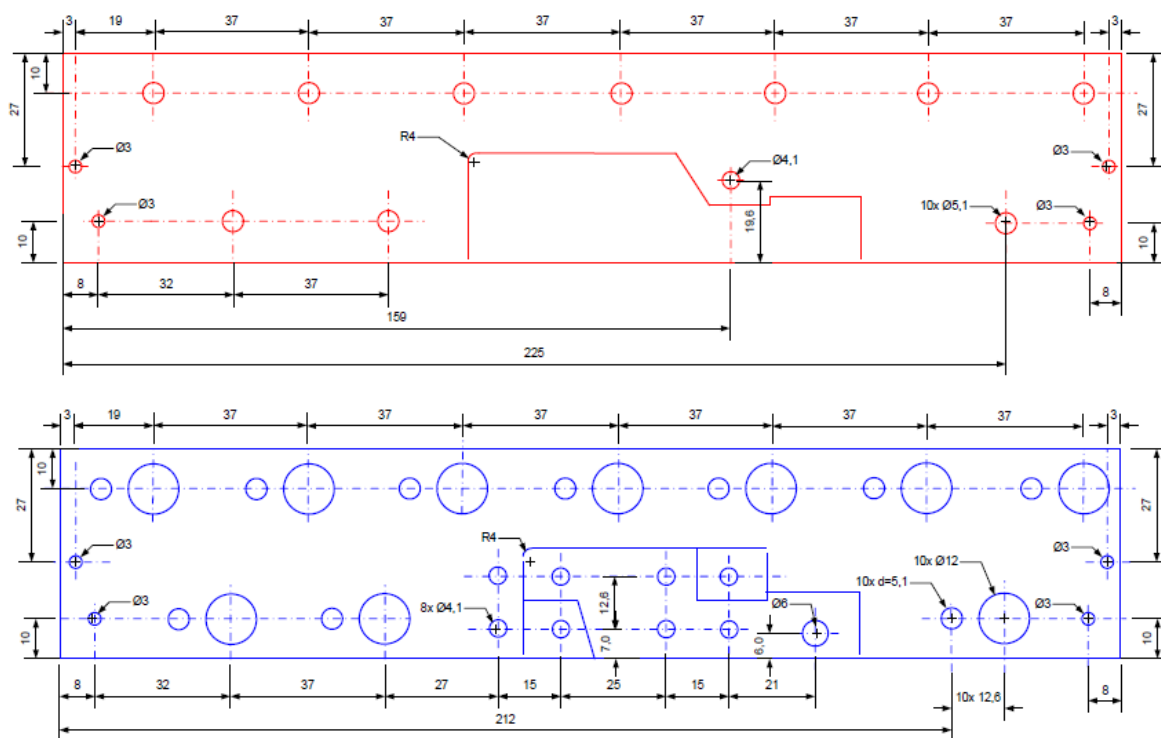 3 19 37 37 37 37 37 37 3
10
27
27
R4
Ø3
Ø4,1
Ø3
Ø3
10x Ø5,1
Ø3
19,6
10
10
8 32 37 8
159
225
3 19 37 37 37 37 37 37 3
10
27
27
R4
Ø3
Ø3
10x Ø12
10x d=5,1
Ø3
8x Ø4,1
12,6
Ø6
Ø3
7,0
6,0
10
10
8 32 37 27 15 25 15 21 10x 12,6 8
212